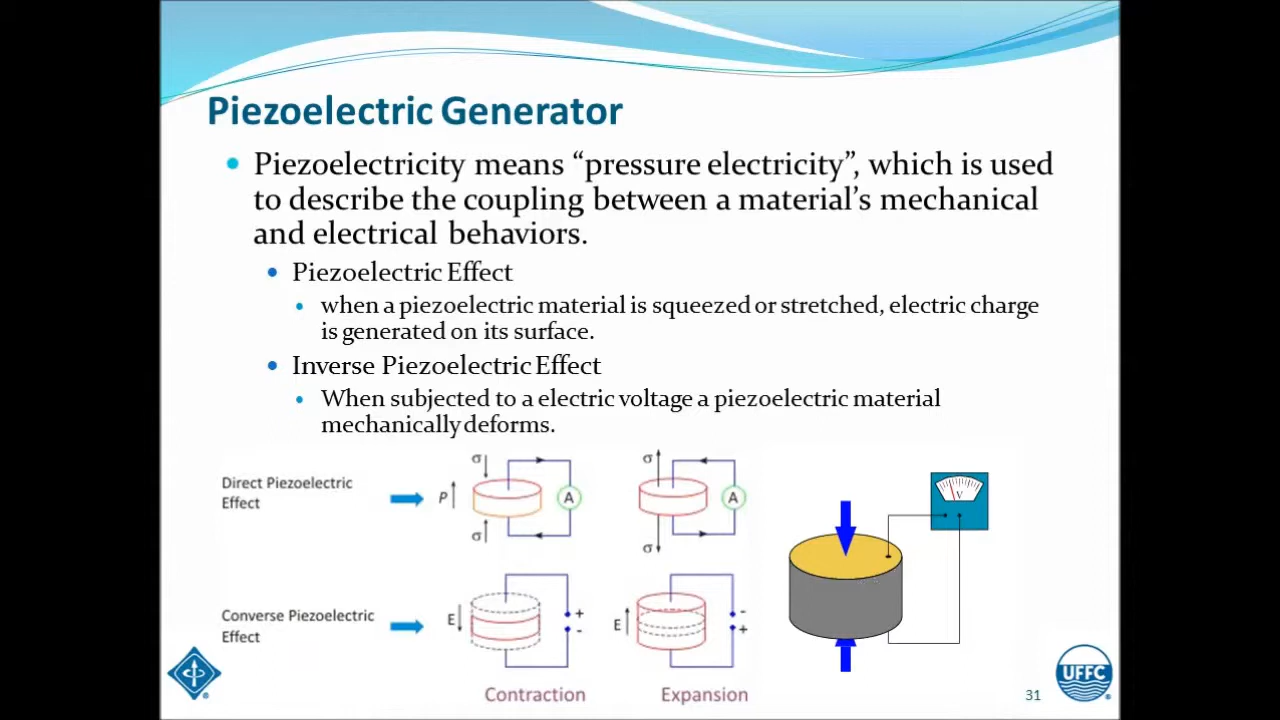 Piezoelectric Generator
Piezoelectricity means “pressure electricity”, which is used
to describe the coupling between a material’s mechanical
and electrical behaviors.
Piezoelectric Effect
when a piezoelectric material is squeezed or stretched, electric charge
is generated on its surface.
Inverse Piezoelectric Effect
When subjected to a electric voltage a piezoelectric material
mechanically deforms.
Direct Piezoelectric
Effect
P
σ
σ
A
σ
σ
A
V
Converse Piezoelectric
Effect
E
+
-
E
-
+
Contraction
Expansion
31
UFFC